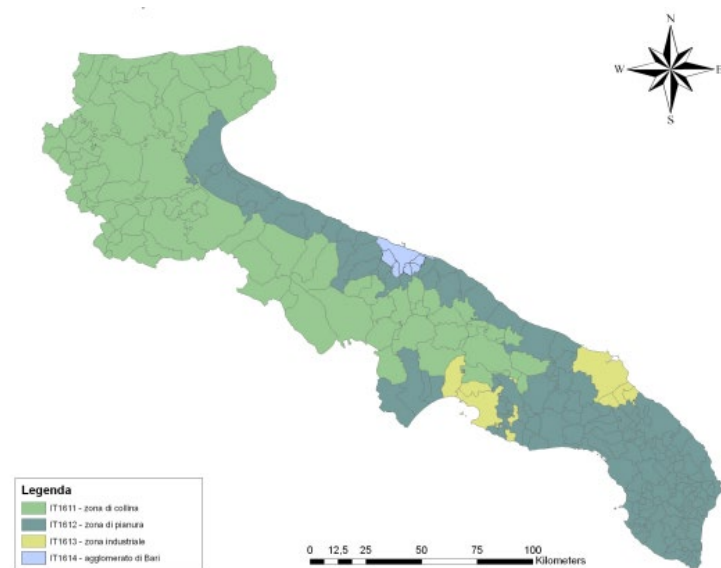 N
W E
S
Legenda
IT1611 - zona di collina
IT1612 - zona di pianura
IT1613 - zona industriale
IT1614 - agglomerato di Bari
0 12,5 25 50 75 100
Kilometers